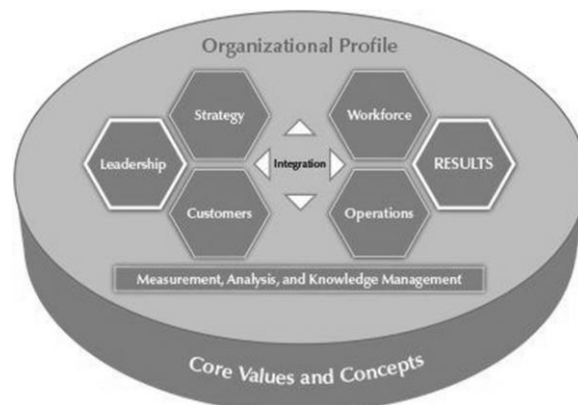 Organizational Profile
Strategy
Workforce
Leadership
Integration
RESULTS
Customers
Operations
Measurement, Analysis, and Knowledge Management
Core Values and Concepts